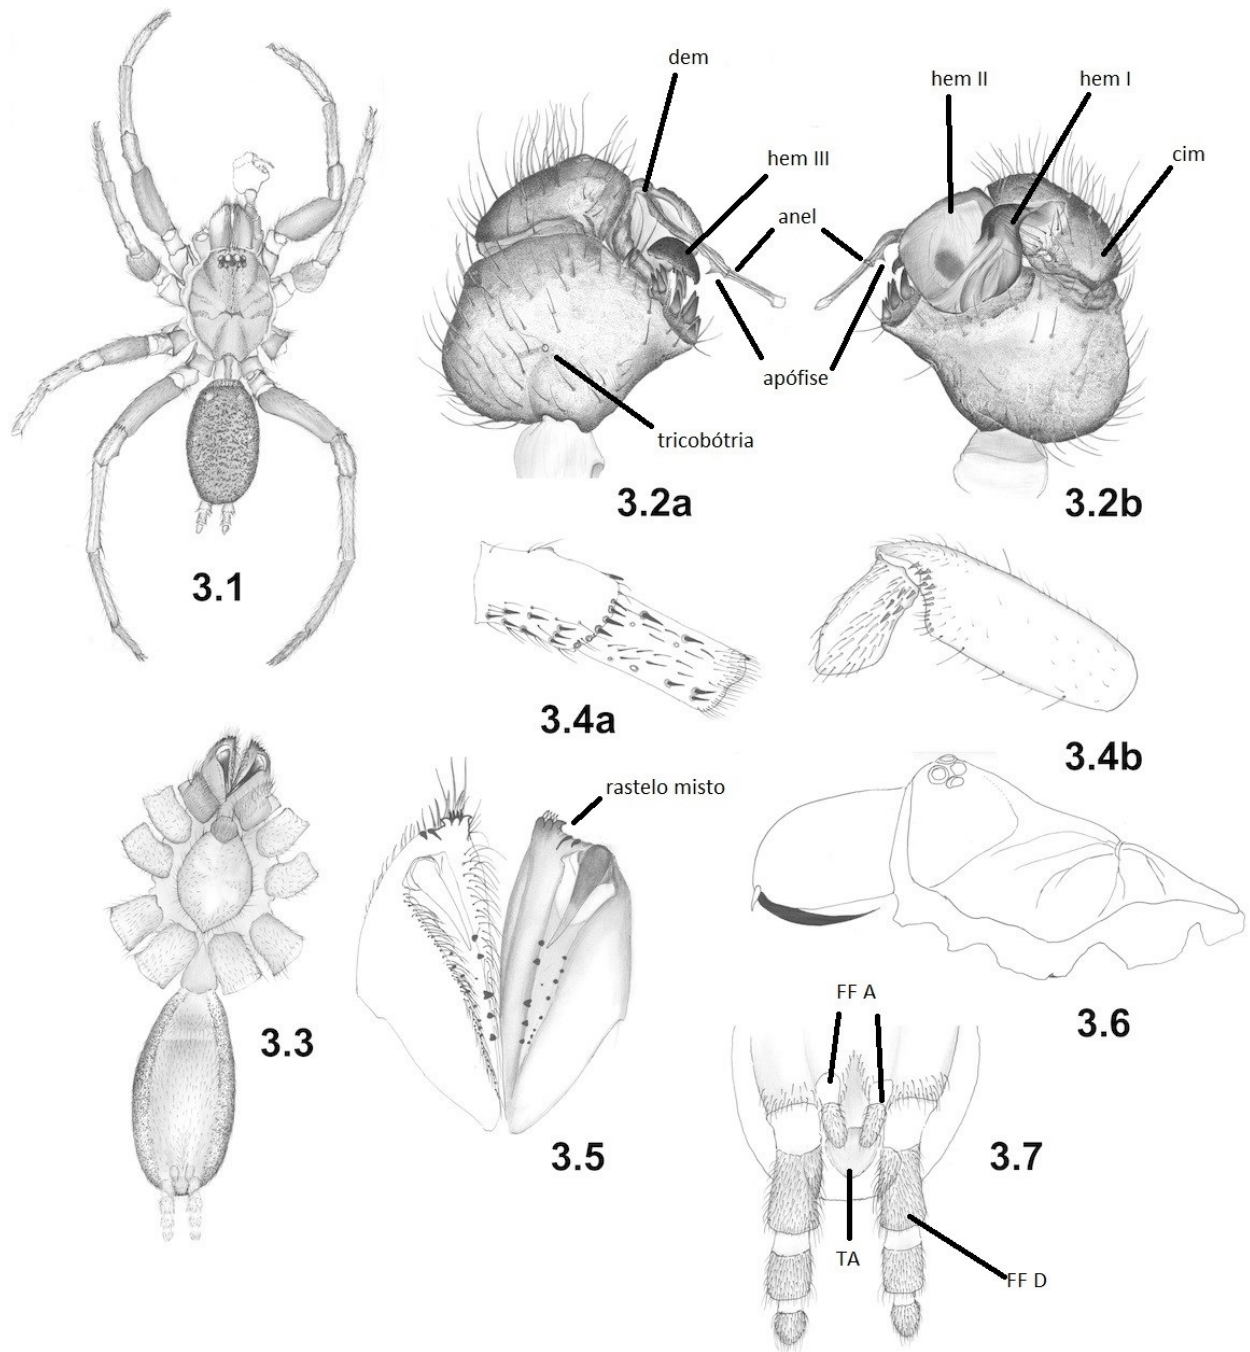 dem
hem II
hem I
hem III
cim
anel
apófise
tricobótria
3.2a
3.2b
3.1
3.4a
3.4b
rastelo misto
3.3
FF A
3.6
3.5
3.7
TA
FF D